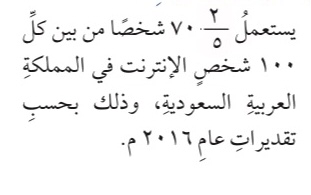 يستعملُ ٧٠ ٢/٥ شخصًا من بين كلِّ
١٠٠ شخصٍ الإنترنت في المملكةِ
العربيةِ السعوديةِ، وذلك بحسبِ
تقديراتِ عامِ ٢٠١٦ م.